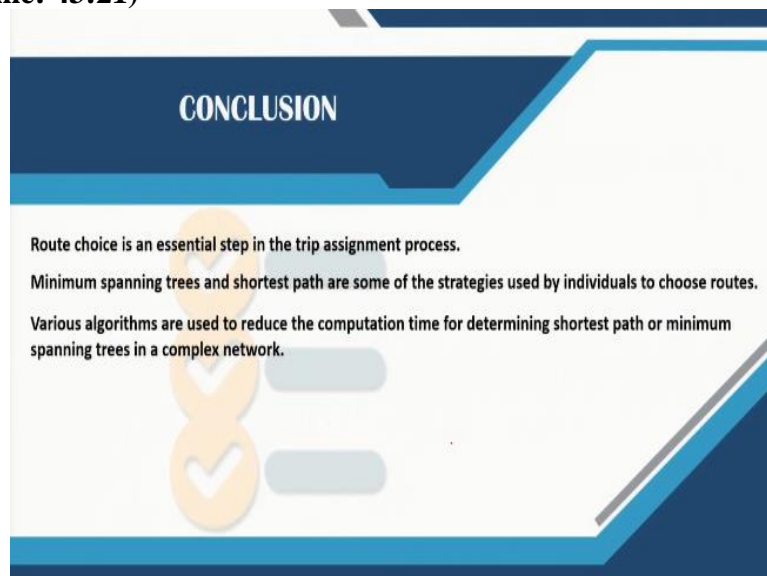 CONCLUSION
Route choice is an essential step in the trip assignment process.
Minimum spanning trees and shortest path are some of the strategies used by individuals to choose routes.
Various algorithms are used to reduce the computation time for determining shortest path or minimum
spanning trees in a complex network.